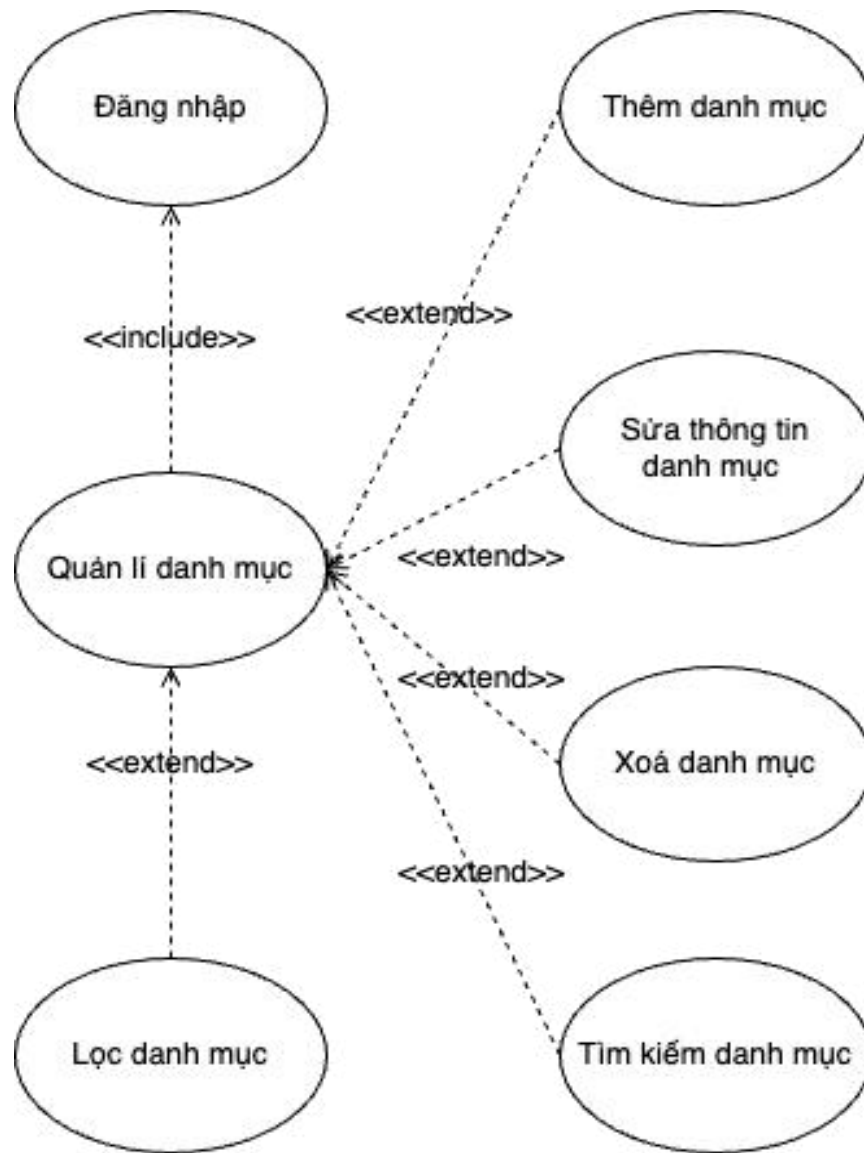 Đăng nhập
Thêm danh mục
<<include>>
<<extend>>
Sửa thông tin
danh mục
Quản lí danh mục
<<extend>>
<<extend>>
<<extend>>
Xoá danh mục
<<extend>>
Lọc danh mục
Tìm kiếm danh mục